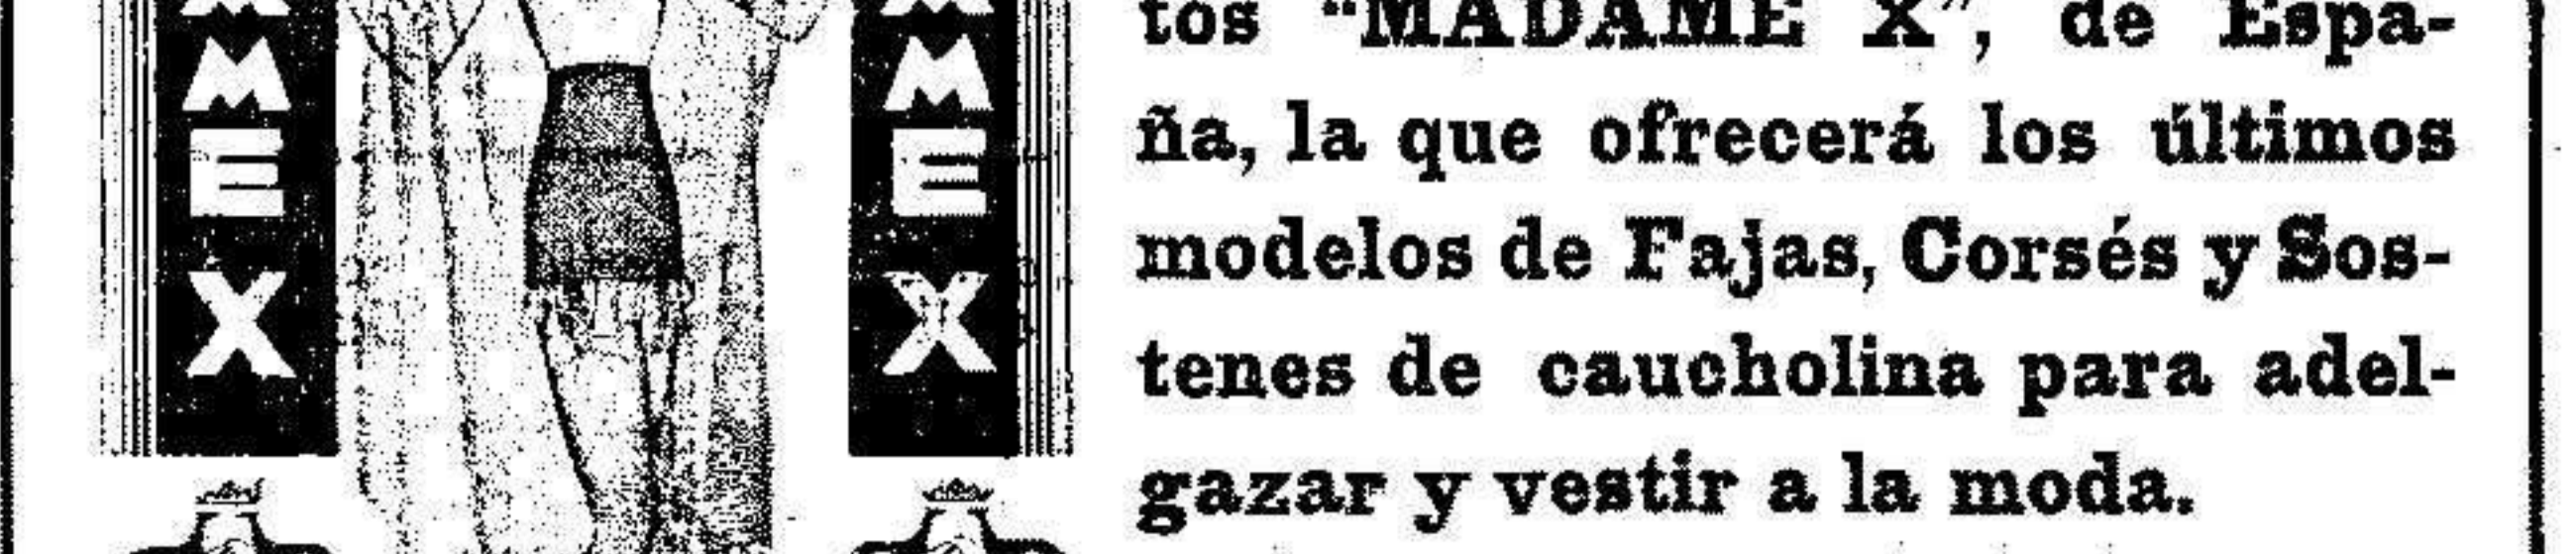 M
E
X
M
E
X
tos "MADAME X", de Espa-
ña, la que ofrecerá los últimos
modelos de Fajas, Corsés y Sos-
tenes de caucholina para adel-
gazar y vestir a la moda.